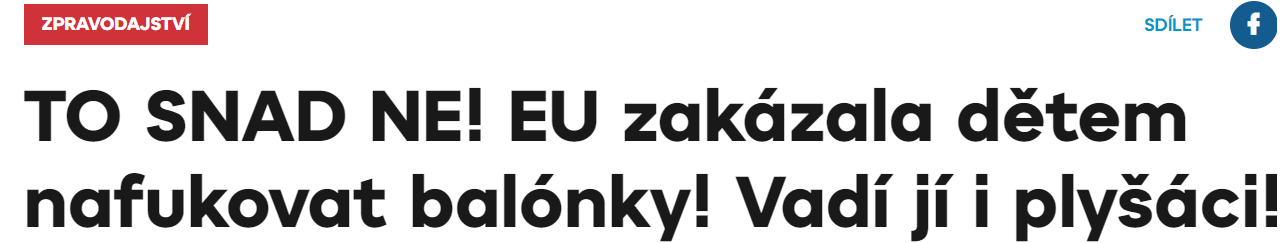 ZPRAVODAJSTVÍ
SDÍLET
TO SNAD NE! EU zakázala dětem
nafukovat balónky! Vadí jí i plyšáci!